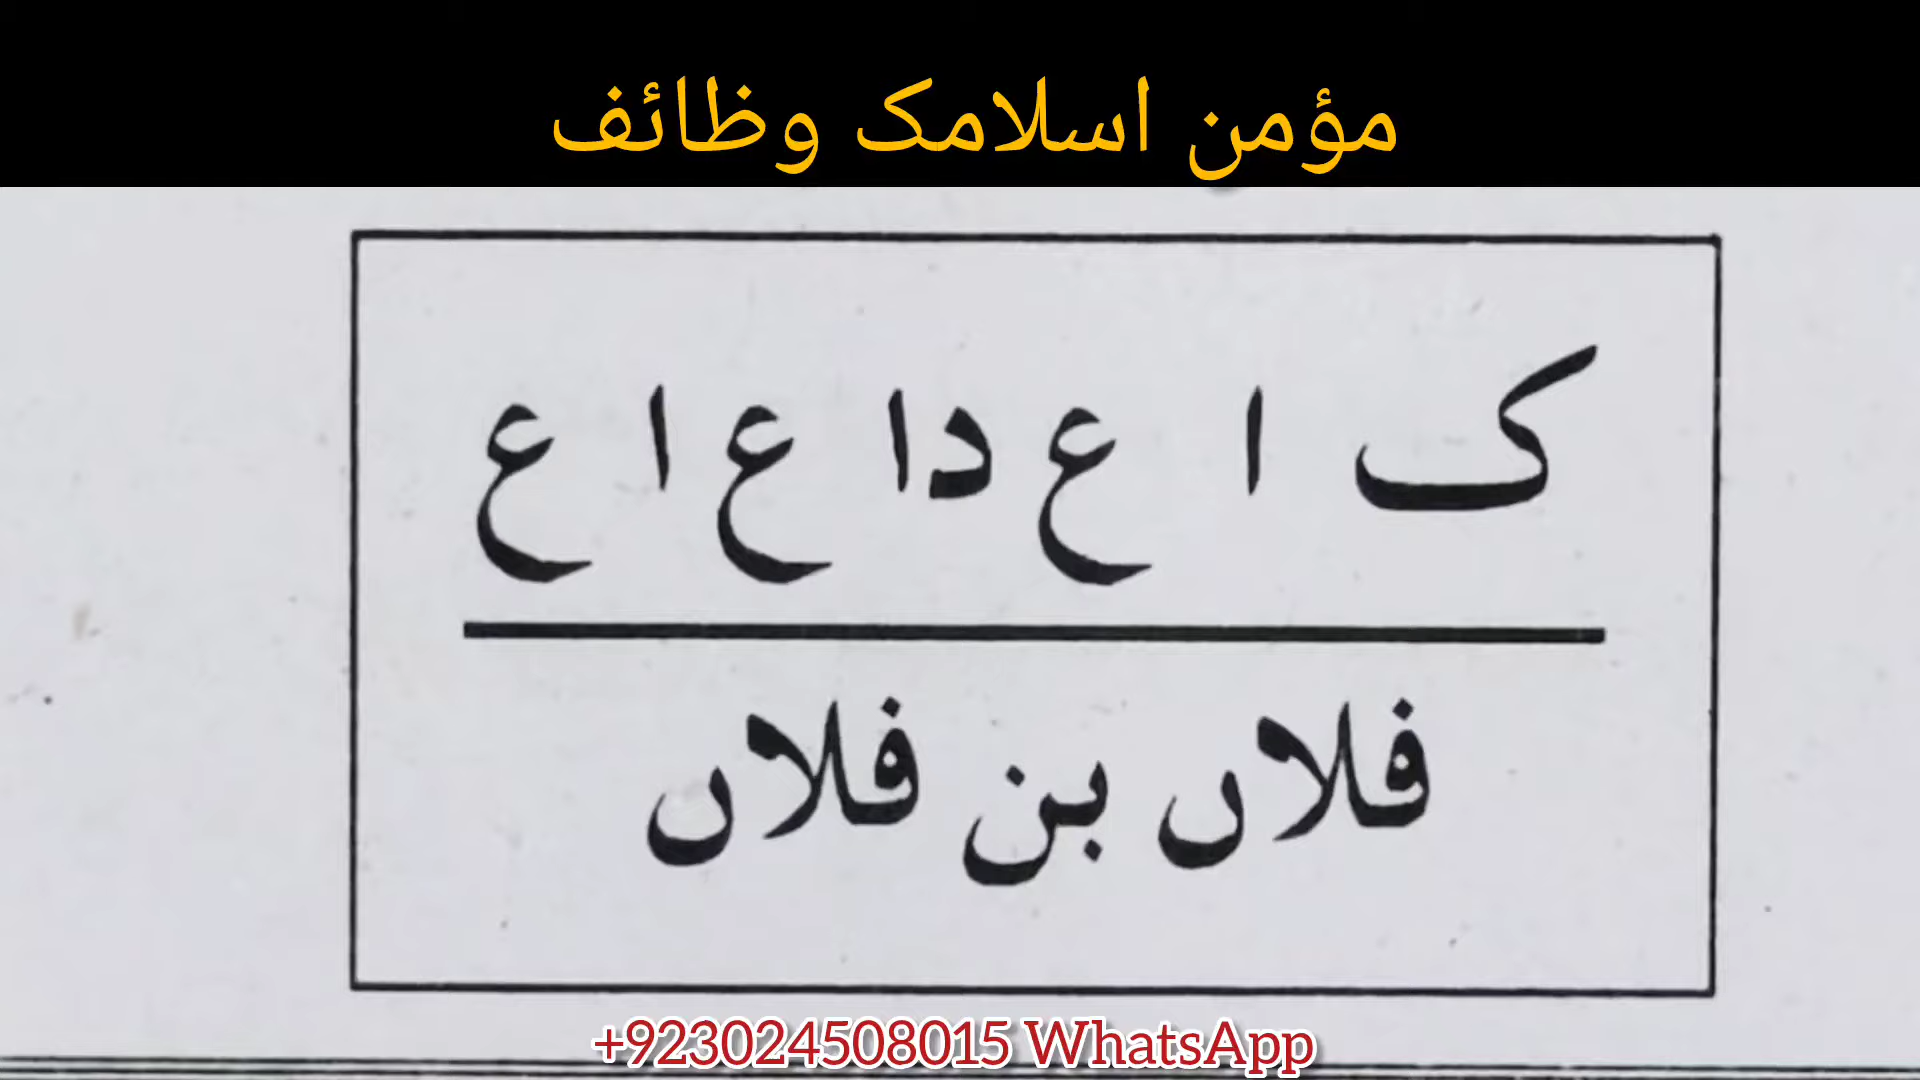 مؤمن اسلامک وظائف
ک ا ع دا ع ا ع
فلاں بن فلاں
+923024508015 WhatsApp